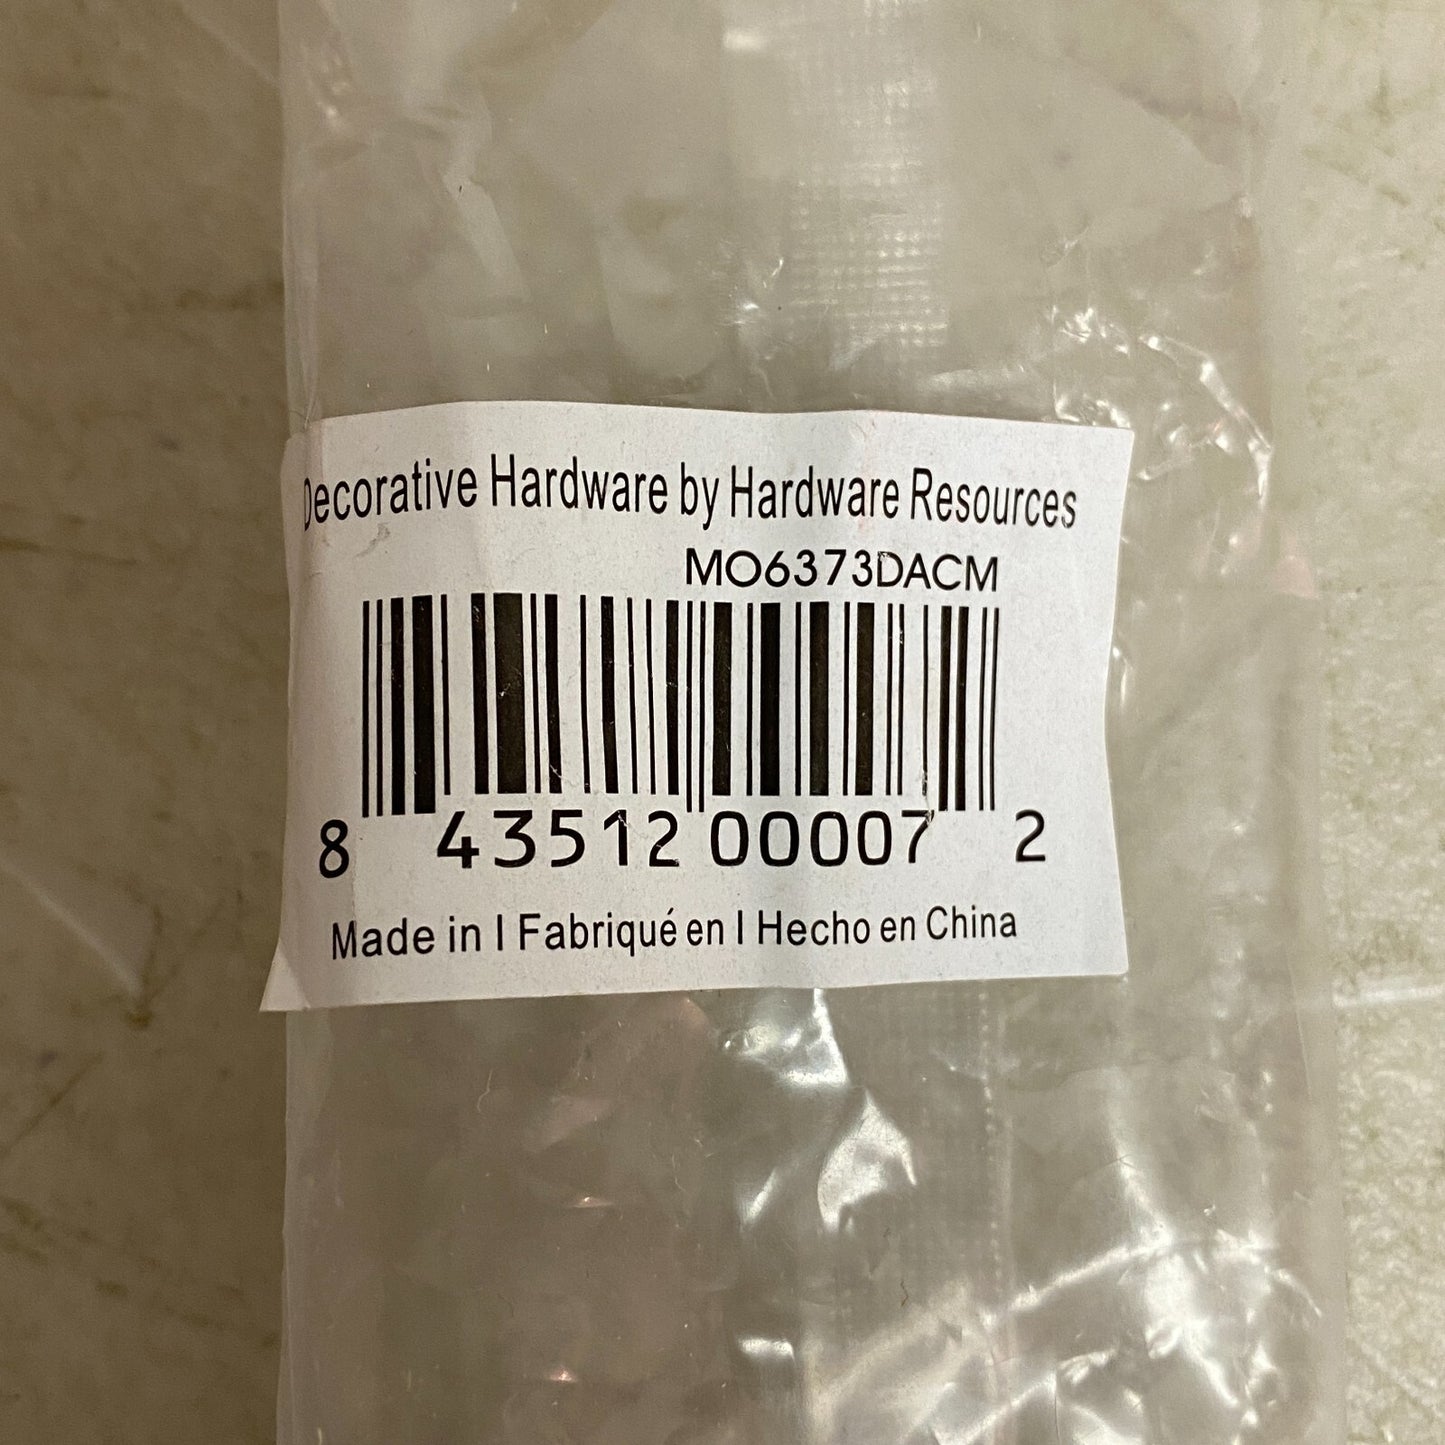 Decorative Hardware by Hardware Resources
MO6373DACM
8 43512 00007 2
Made in | Fabriqué en | Hecho en China